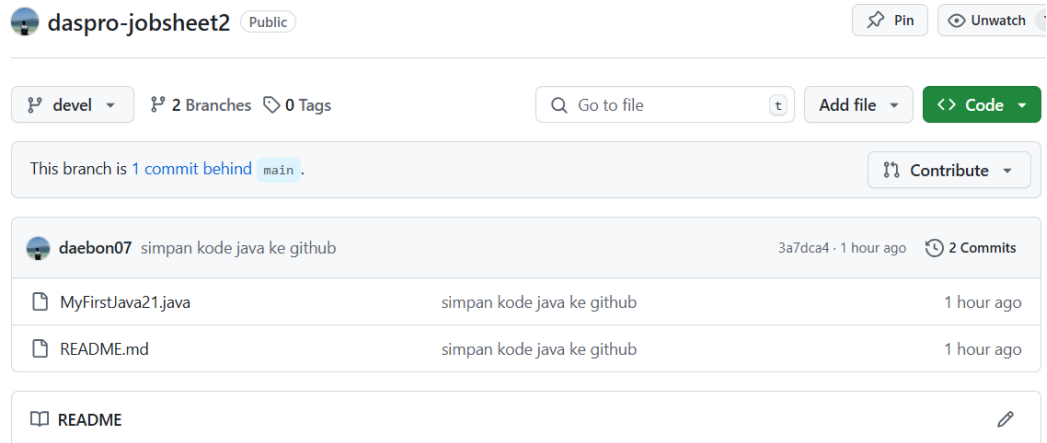 daspro-jobsheet2 Public Pin Unwatch
devel 2 Branches 0 Tags Go to file t Add file <> Code
This branch is 1 commit behind main . Contribute
daebon07 simpan kode java ke github 3a7dca4 · 1 hour ago 2 Commits
MyFirstJava21.java simpan kode java ke github 1 hour ago
README.md simpan kode java ke github 1 hour ago
README